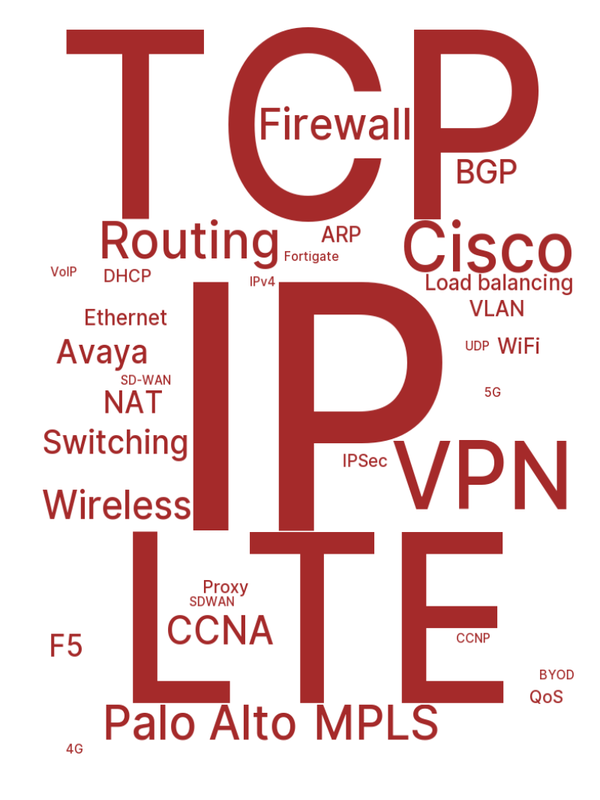 TCP
Firewall
BGP
Routing
ARP
Cisco
Fortigate
VoIP
DHCP
IPv4
Load balancing
IP
VLAN
Ethernet
UDP
WiFi
Avaya
SD-WAN
5G
NAT
Switching
IPSec
VPN
Wireless
LTE
Proxy
SDWAN
CCNA
CCNP
F5
BYOD
QoS
Palo Alto
MPLS
4G